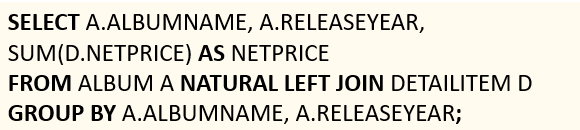 SELECT A.ALBUMNAME, A.RELEASEYEAR,
SUM(D.NETPRICE) AS NETPRICE
FROM ALBUM A NATURAL LEFT JOIN DETAILITEM D
GROUP BY A.ALBUMNAME, A.RELEASEYEAR;